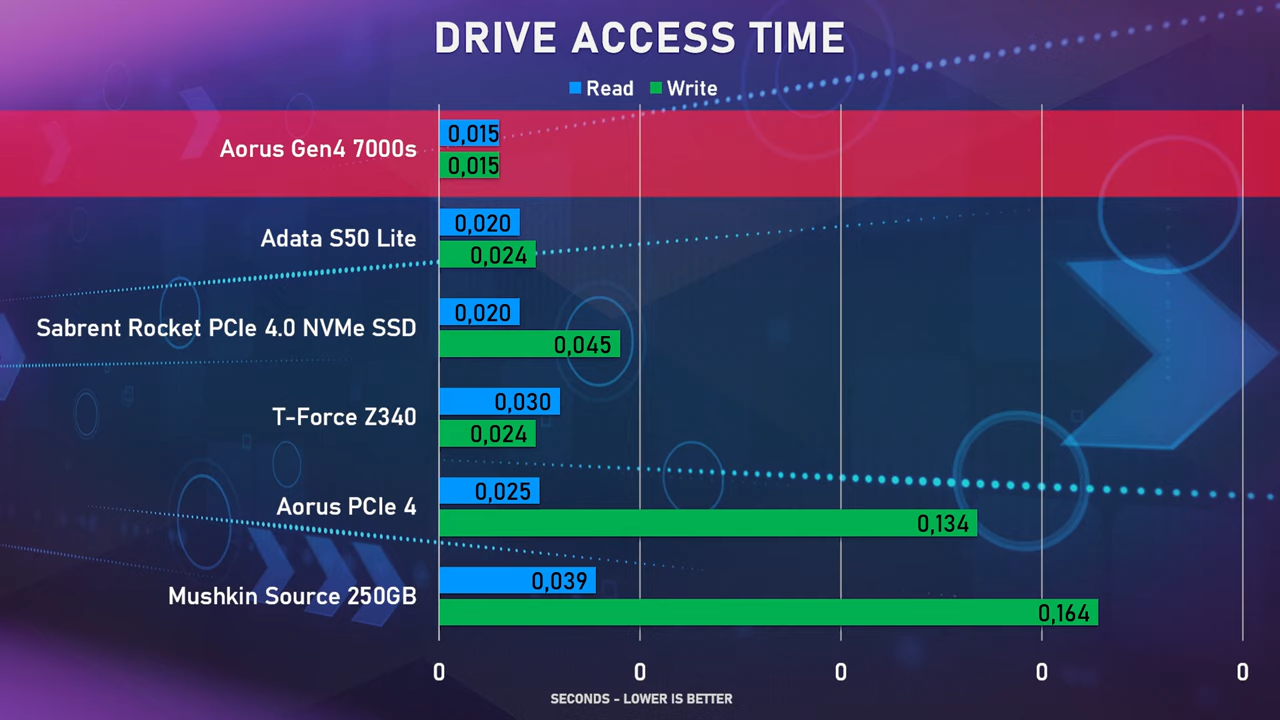 DRIVE ACCESS TIME
Read Write
Aorus Gen4 7000s
0,015
0,015
Adata S50 Lite
0,020
0,024
Sabrent Rocket PCIe 4.0 NVMe SSD
0,020
0,045
T-Force Z340
0,030
0,024
Aorus PCIe 4
0,025
0,134
Mushkin Source 250GB
0,039
0,164
0 0 0 0 0
SECONDS - LOWER IS BETTER